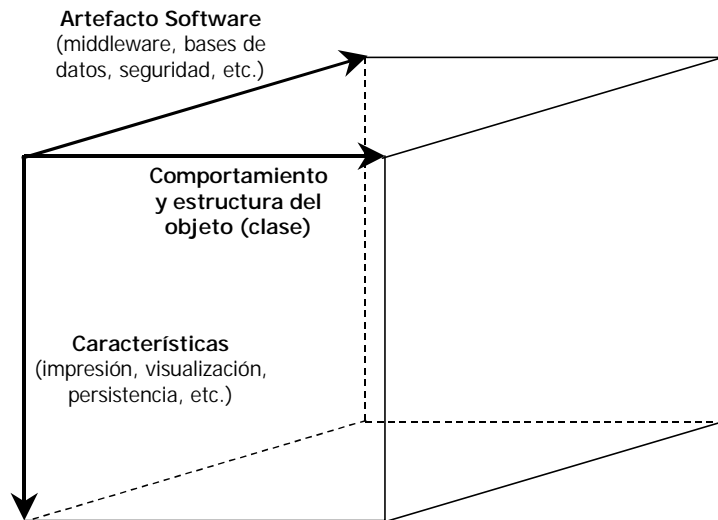 Artefacto Software
(middleware, bases de
datos, seguridad, etc.)
Comportamiento
y estructura del
objeto (clase)
Características
(impresión, visualización,
persistencia, etc.)